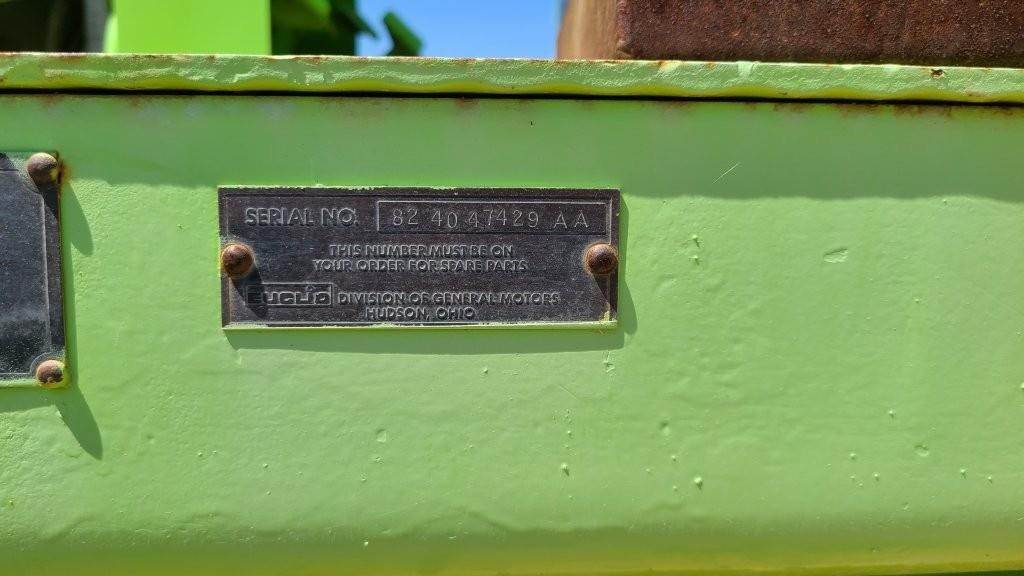 SERIAL NO. 82 40 47429 AA
THIS NUMBER MUST BE ON
YOUR ORDER FOR SPARE PARTS
EUCLID DIVISION OF GENERAL MOTORS
HUDSON, OHIO